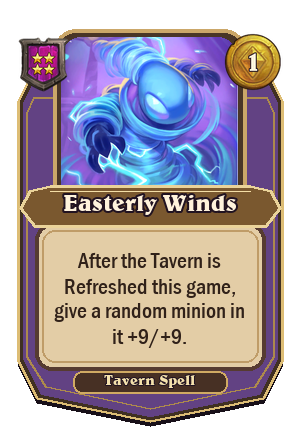 1
Easterly Winds
After the Tavern is
Refreshed this game,
give a random minion in
it +9/+9.
Tavern Spell